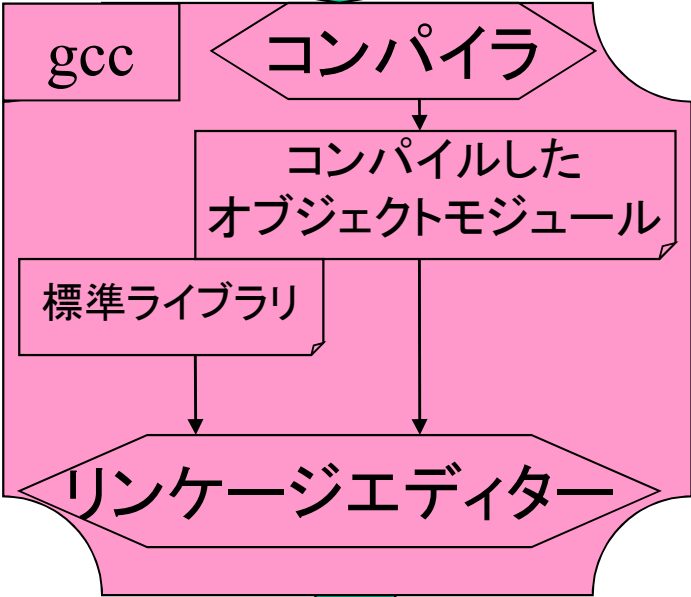 gcc
コンパイラ
コンパイルした
オブジェクトモジュール
標準ライブラリ
リンケージエディター